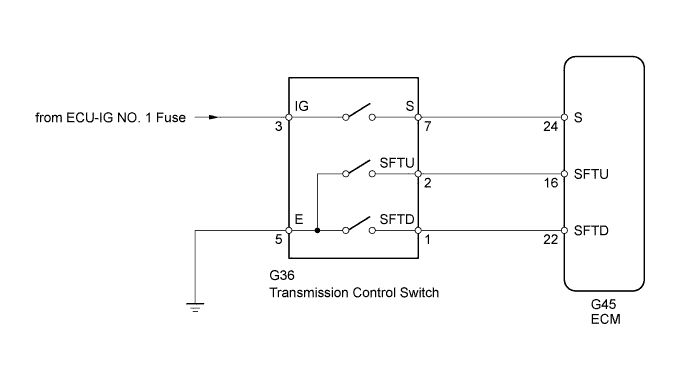 from ECU-IG NO. 1 Fuse
IG
S
3
7
24
S
SFTU
2
16
SFTU
E
SFTD
5
1
22
SFTD
G36
Transmission Control Switch
G45
ECM